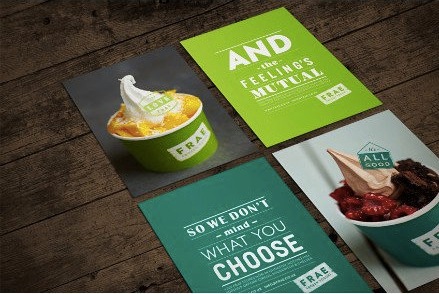 AND
the
FEELING'S
MUTUAL
FRAE
FRAE
SO WE DON'T
mind
WHAT YOU
CHOOSE
FRAE
ALL
GOOD
FRAE